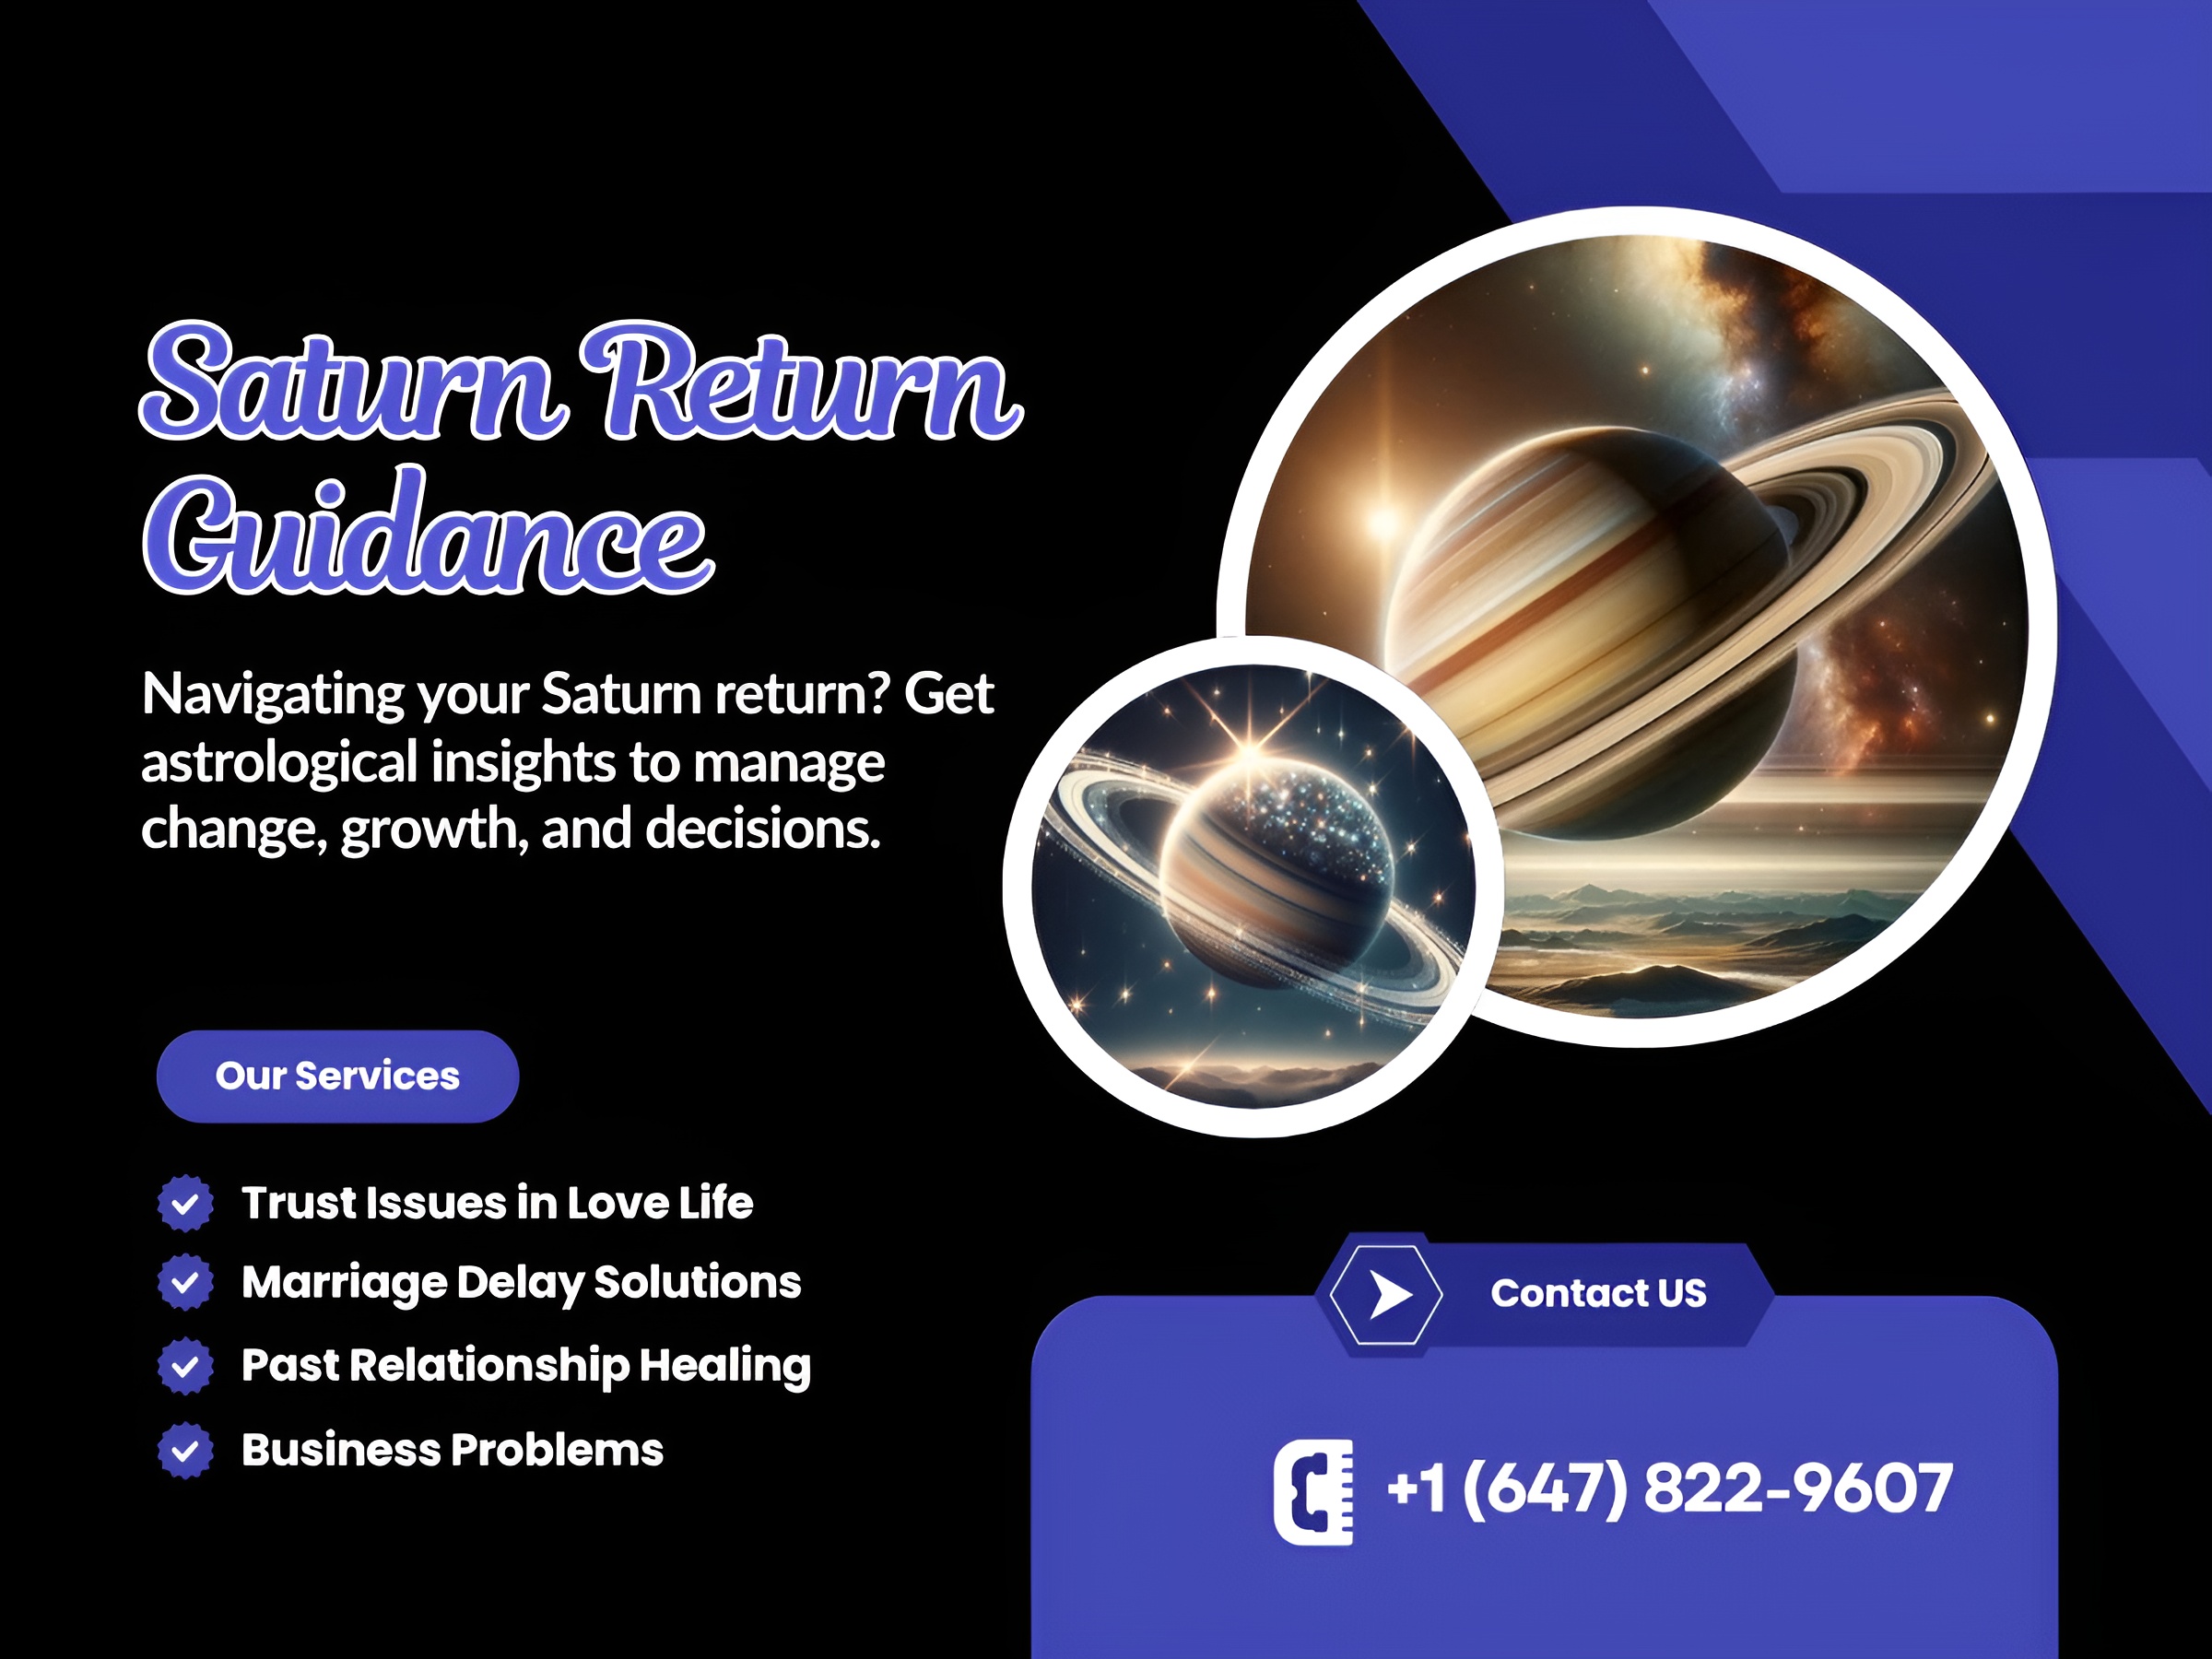 Saturn Return
Guidance
Navigating your Saturn return? Get
astrological insights to manage
change, growth, and decisions.
Our Services
Trust Issues in Love Life
Marriage Delay Solutions
Past Relationship Healing
Business Problems
Contact US
+1 (647) 822-9607